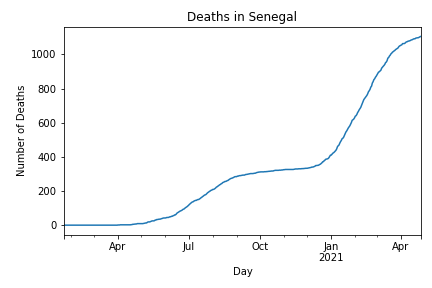 Deaths in Senegal
Number of Deaths
1000
800
600
400
200
0
Apr
Jul
Oct
Jan
2021
Apr
Day